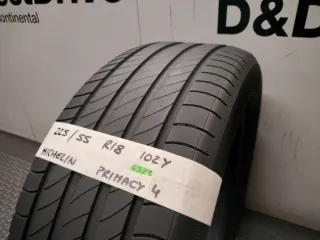 continental
D&D
225/55 R18 102Y
MICHELIN PRIMACY 4